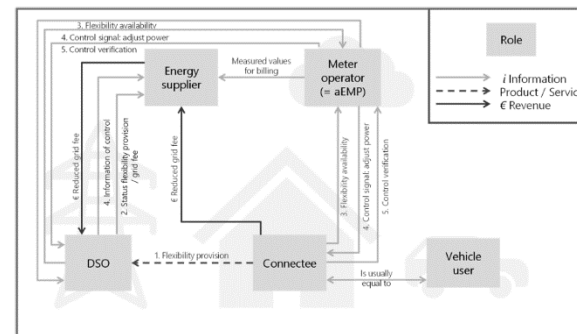 3. Flexibility availability
4. Control signal: adjust power
5. Control verification
Energy
supplier
Measured values
for billing
Meter
operator
(= aEMP)
Role
i Information
Product / Service
€ Revenue
€ Reduced grid fee
4. Information of control
2. Status flexibility provision
/ grid fee
€ Reduced grid fee
3. Flexibility availability
4. Control signal: adjust power
5. Control verification
DSO
1. Flexibility provision
Connectee
Is usually
equal to
Vehicle
user